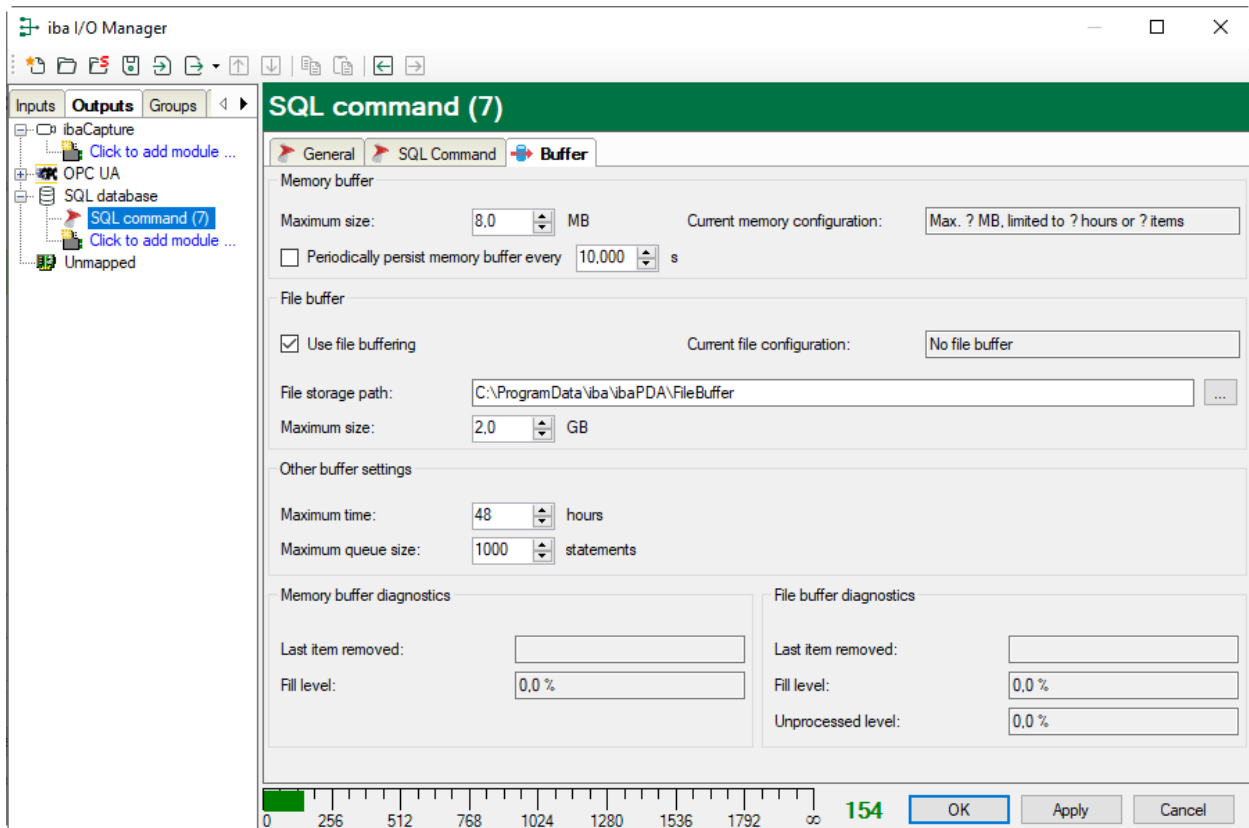 iba I/O Manager
Inputs Outputs Groups
ibaCapture
Click to add module ...
OPC UA
SQL database
SQL command (7)
Click to add module ...
Unmapped
SQL command (7)
General SQL Command Buffer
Memory buffer
Maximum size: 8,0 MB Current memory configuration: Max. ? MB, limited to ? hours or ? items
Periodically persist memory buffer every 10,000 s
File buffer
Use file buffering Current file configuration: No file buffer
File storage path: C:\ProgramData\iba\ibaPDA\FileBuffer ...
Maximum size: 2,0 GB
Other buffer settings
Maximum time: 48 hours
Maximum queue size: 1000 statements
Memory buffer diagnostics File buffer diagnostics
Last item removed: Last item removed:
Fill level: 0,0 % Fill level: 0,0 %
Unprocessed level: 0,0 %
0 256 512 768 1024 1280 1536 1792 ∞ 154 OK Apply Cancel